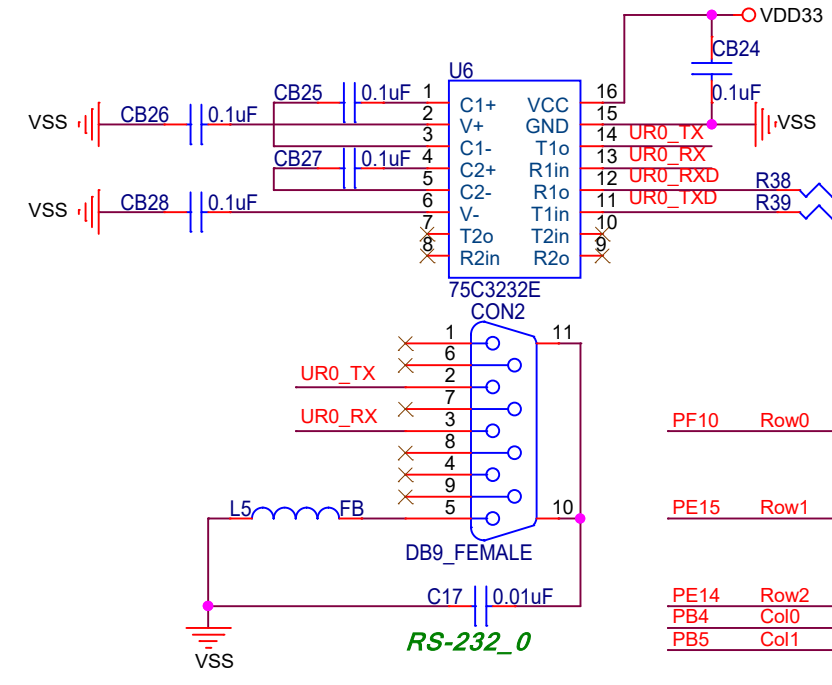 VDD33
CB24
0.1uF
U6
CB25 0.1uF 1 C1+ VCC 16
VSS CB26 0.1uF 2 V+ GND 15 VSS
3 C1- T1o 14 UR0_TX
CB27 0.1uF 4 C2+ R1in 13 UR0_RX
5 C2- R1o 12 UR0_RXD R38
VSS CB28 0.1uF 6 V- T1in 11 UR0_TXD R39
7 T2o T2in 10
8 R2in R2o 9
75C3232E
CON2
1 11
6
UR0_TX 2
7
UR0_RX 3
8
4
9
L5 FB 5 10
DB9_FEMALE
C17 0.01uF
RS-232_0
VSS
PF10 Row0
PE15 Row1
PE14 Row2
PB4 Col0
PB5 Col1